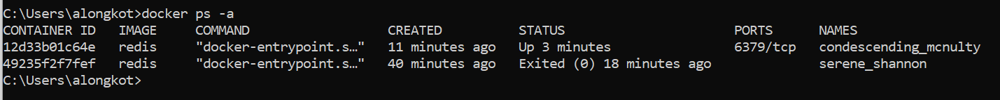 C:\Users\alongkot>docker ps -a
CONTAINER ID   IMAGE     COMMAND                  CREATED          STATUS                      PORTS      NAMES
12d33b01c64e   redis     "docker-entrypoint.s…"   11 minutes ago   Up 3 minutes                6379/tcp   condescending_mcnulty
49235f2f7fef   redis     "docker-entrypoint.s…"   40 minutes ago   Exited (0) 18 minutes ago              serene_shannon
C:\Users\alongkot>